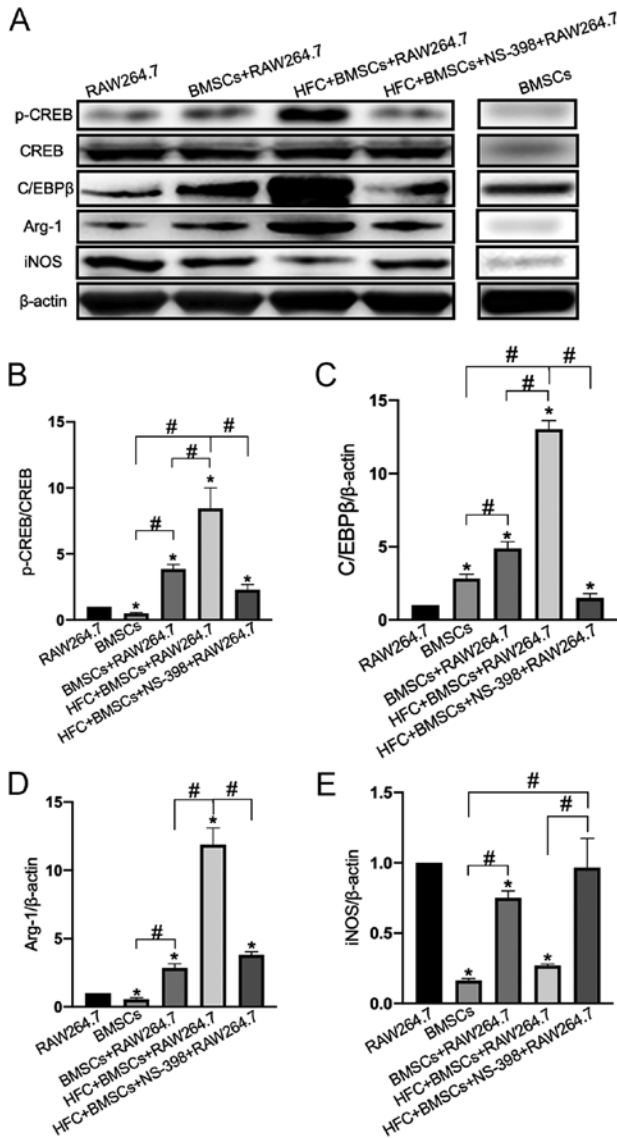 A
RAW264.7
BMSCs+RAW264.7
HFC+BMSCs+RAW264.7
HFC+BMSCs+NS-398+RAW264.7
BMSCs
p-CREB
CREB
C/EBPβ
Arg-1
iNOS
β-actin
B
p-CREB/CREB
15
10
5
0
#
#
#
#
*
*
*
*
RAW264.7
BMSCs
BMSCs+RAW264.7
HFC+BMSCs+RAW264.7
HFC+BMSCs+NS-398+RAW264.7
C
C/EBPβ/β-actin
15
10
5
0
#
#
#
#
*
*
*
*
RAW264.7
BMSCs
BMSCs+RAW264.7
HFC+BMSCs+RAW264.7
HFC+BMSCs+NS-398+RAW264.7
D
Arg-1/β-actin
15
10
5
0
#
#
#
*
*
*
*
RAW264.7
BMSCs
BMSCs+RAW264.7
HFC+BMSCs+RAW264.7
HFC+BMSCs+NS-398+RAW264.7
E
iNOS/β-actin
1.5
1.0
0.5
0.0
#
#
#
*
*
*
RAW264.7
BMSCs
BMSCs+RAW264.7
HFC+BMSCs+RAW264.7
HFC+BMSCs+NS-398+RAW264.7